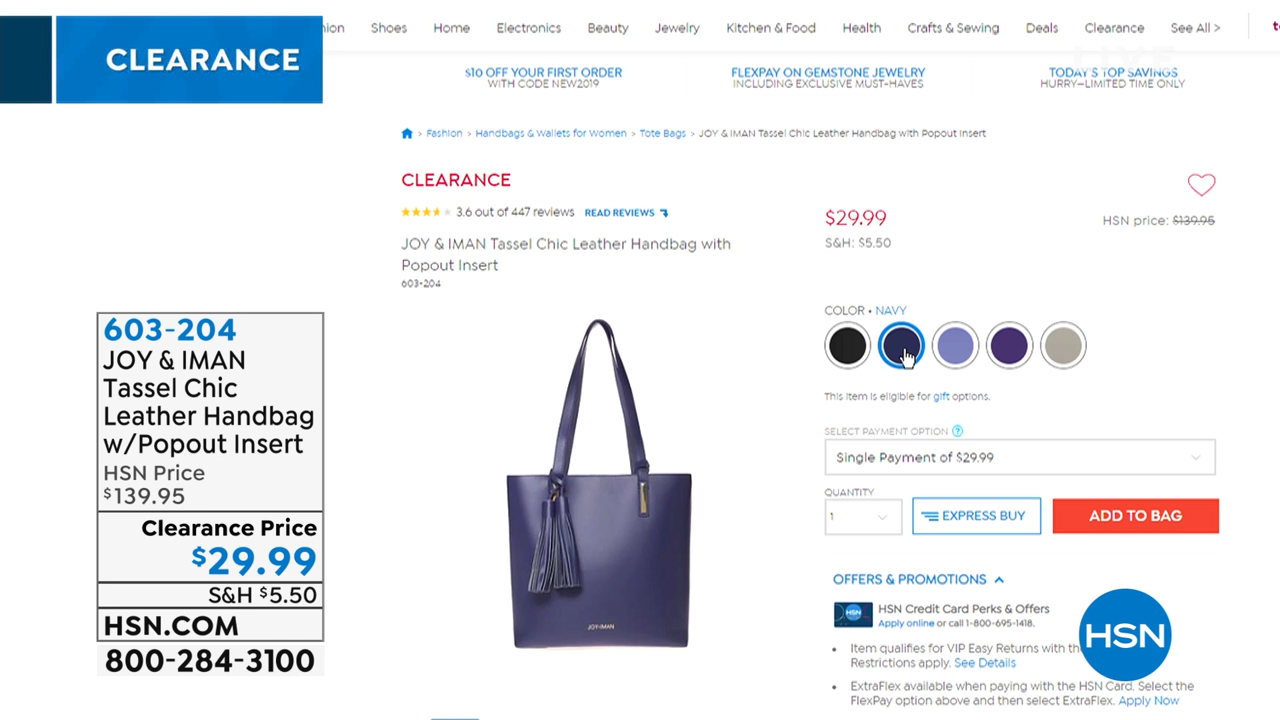 CLEARANCE
Shoes Home Electronics Beauty Jewelry Kitchen & Food Health Crafts & Sewing Deals Clearance See All >
LIVE
$10 OFF YOUR FIRST ORDER
WITH CODE NEW2019
FLEXPAY ON GEMSTONE JEWELRY
INCLUDING EXCLUSIVE MUST-HAVES
TODAY'S TOP SAVINGS
HURRY—LIMITED TIME ONLY
> Fashion > Handbags & Wallets for Women > Tote Bags > JOY & IMAN Tassel Chic Leather Handbag with Popout Insert
CLEARANCE
3.6 out of 447 reviews READ REVIEWS
JOY & IMAN Tassel Chic Leather Handbag with
Popout Insert
603-204
JOY&IMAN
$29.99
HSN price: $139.95
S&H: $5.50
COLOR • NAVY
This item is eligible for gift options.
SELECT PAYMENT OPTION ?
Single Payment of $29.99
QUANTITY
1
EXPRESS BUY
ADD TO BAG
OFFERS & PROMOTIONS
HSN
HSN Credit Card Perks & Offers
Apply online or call 1-800-695-1418.
• Item qualifies for VIP Easy Returns with
Restrictions apply. See Details
• ExtraFlex available when paying with the HSN Card. Select the
FlexPay option above and then select ExtraFlex. Apply Now
HSN
603-204
JOY & IMAN
Tassel Chic
Leather Handbag
w/Popout Insert
HSN Price
$139.95
Clearance Price
$29.99
S&H $5.50
HSN.COM
800-284-3100